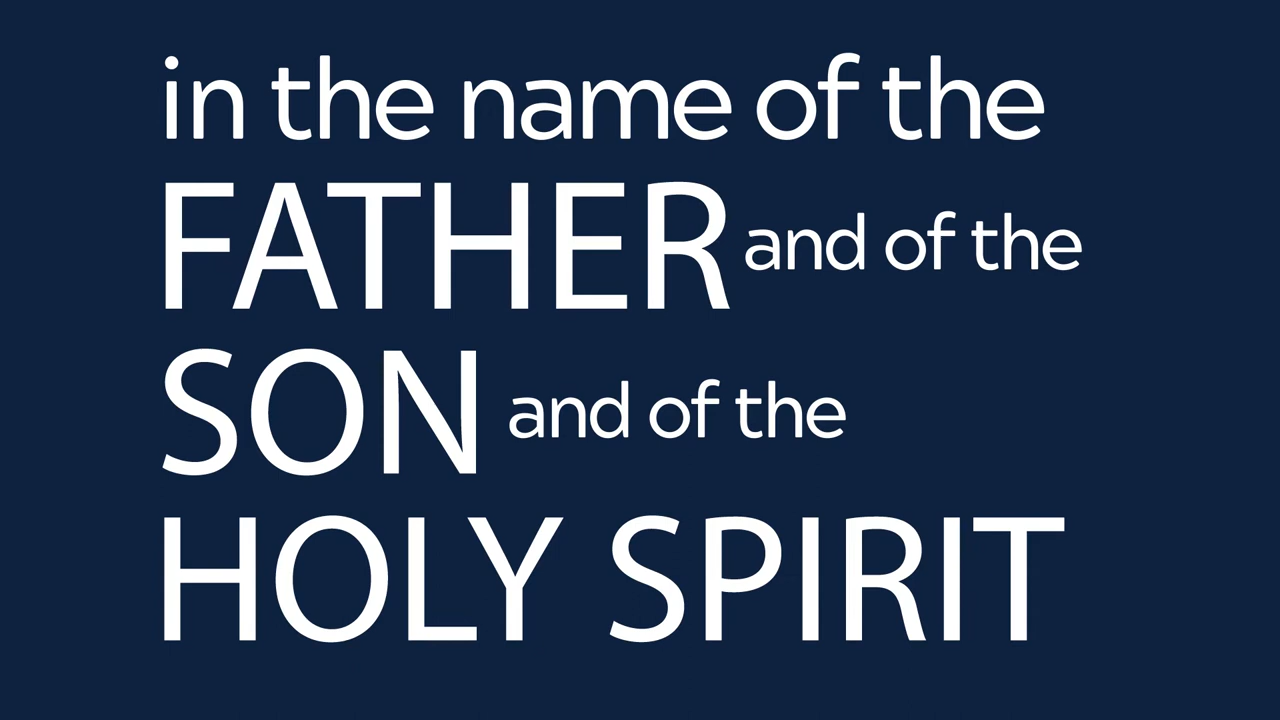 in the name of the
FATHER and of the
SON and of the
HOLY SPIRIT